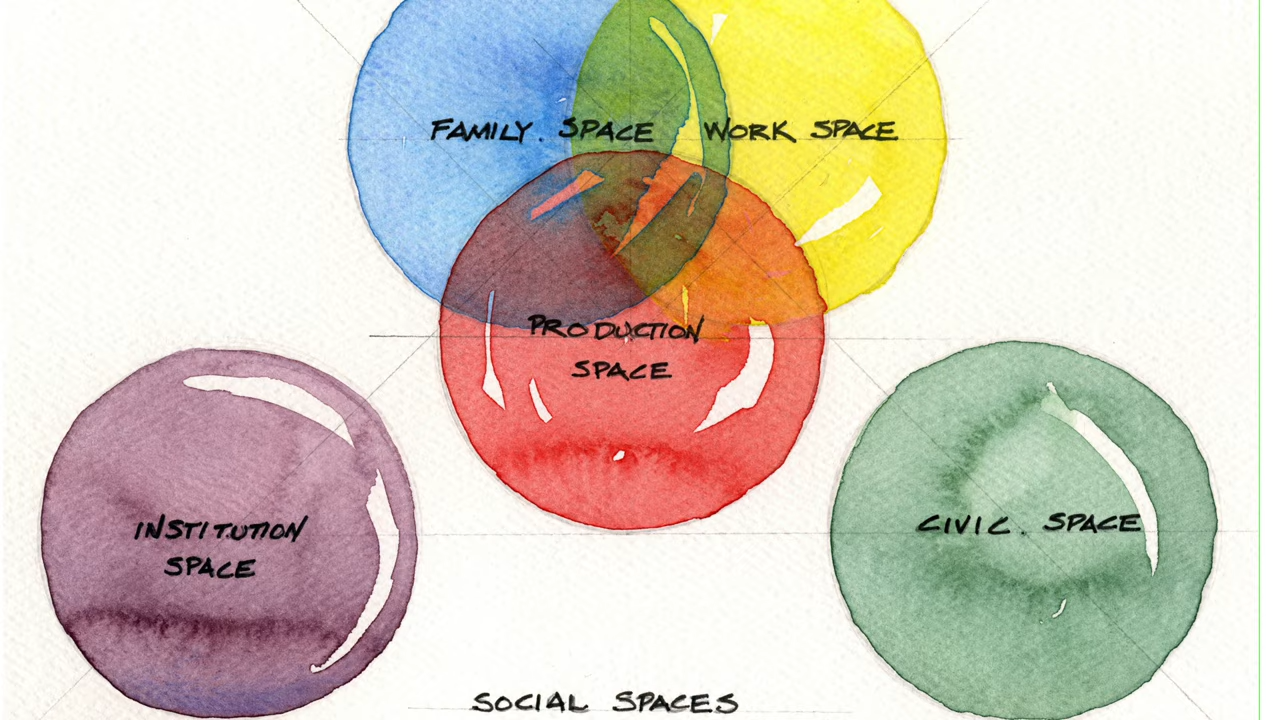 FAMILY. SPACE
WORK SPACE
PRODUCTION
SPACE
INSTITUTION
SPACE
CIVIC. SPACE
SOCIAL SPACES